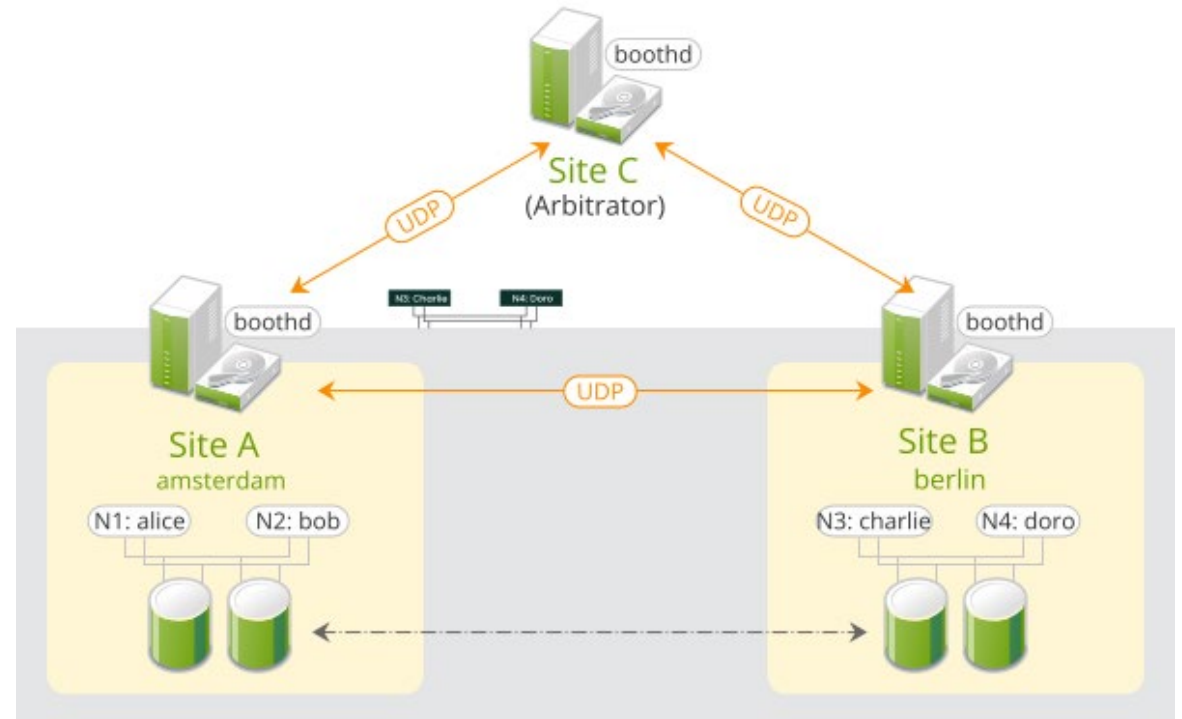 boothd
Site C
(Arbitrator)
UDP
UDP
N3: Charlie
N4: Doro
boothd
boothd
UDP
Site A
amsterdam
Site B
berlin
N1: alice
N2: bob
N3: charlie
N4: doro